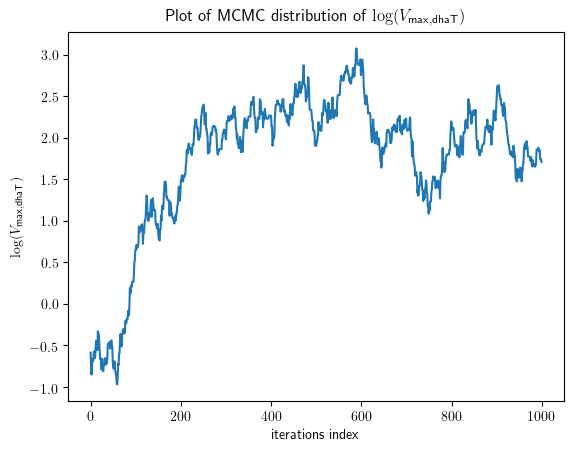 Plot of MCMC distribution of log(V_max,dhaT)
log(V_max,dhaT)
3.0
2.5
2.0
1.5
1.0
0.5
0.0
−0.5
−1.0
0 200 400 600 800 1000
iterations index